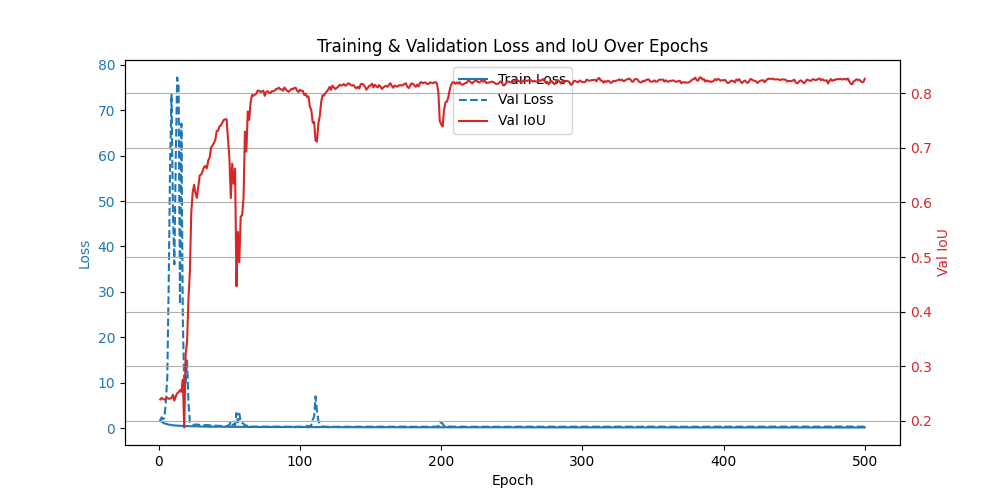 Training & Validation Loss and IoU Over Epochs
Train Loss
Val Loss
Val IoU
80
70
60
50
40
30
20
10
0
Loss
0.8
0.7
0.6
0.5
0.4
0.3
0.2
Val IoU
0 100 200 300 400 500
Epoch